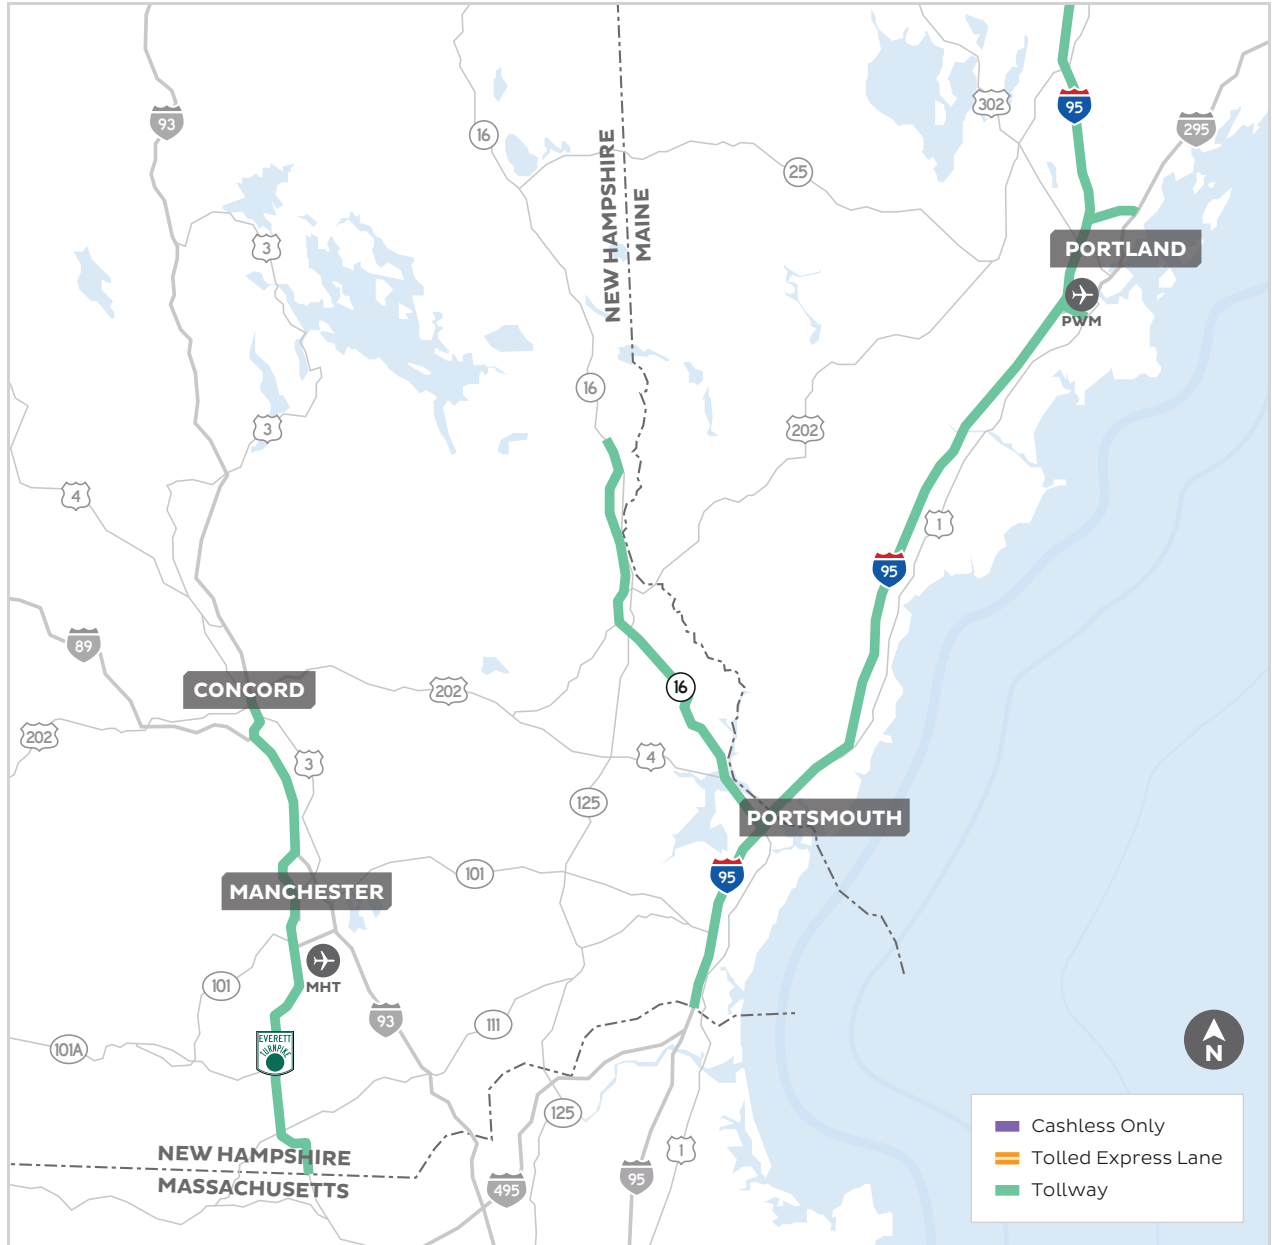 302
95
295
93
16
25
NEW HAMPSHIRE
MAINE
3
PORTLAND
PWM
16
3
202
4
1
95
89
CONCORD
202
16
202
3
4
125
PORTSMOUTH
101
95
MANCHESTER
MHT
101
93
111
101A
EVERETT
TURNPIKE
N
125
NEW HAMPSHIRE
MASSACHUSETTS
1
95
495
Cashless Only
Tolled Express Lane
Tollway